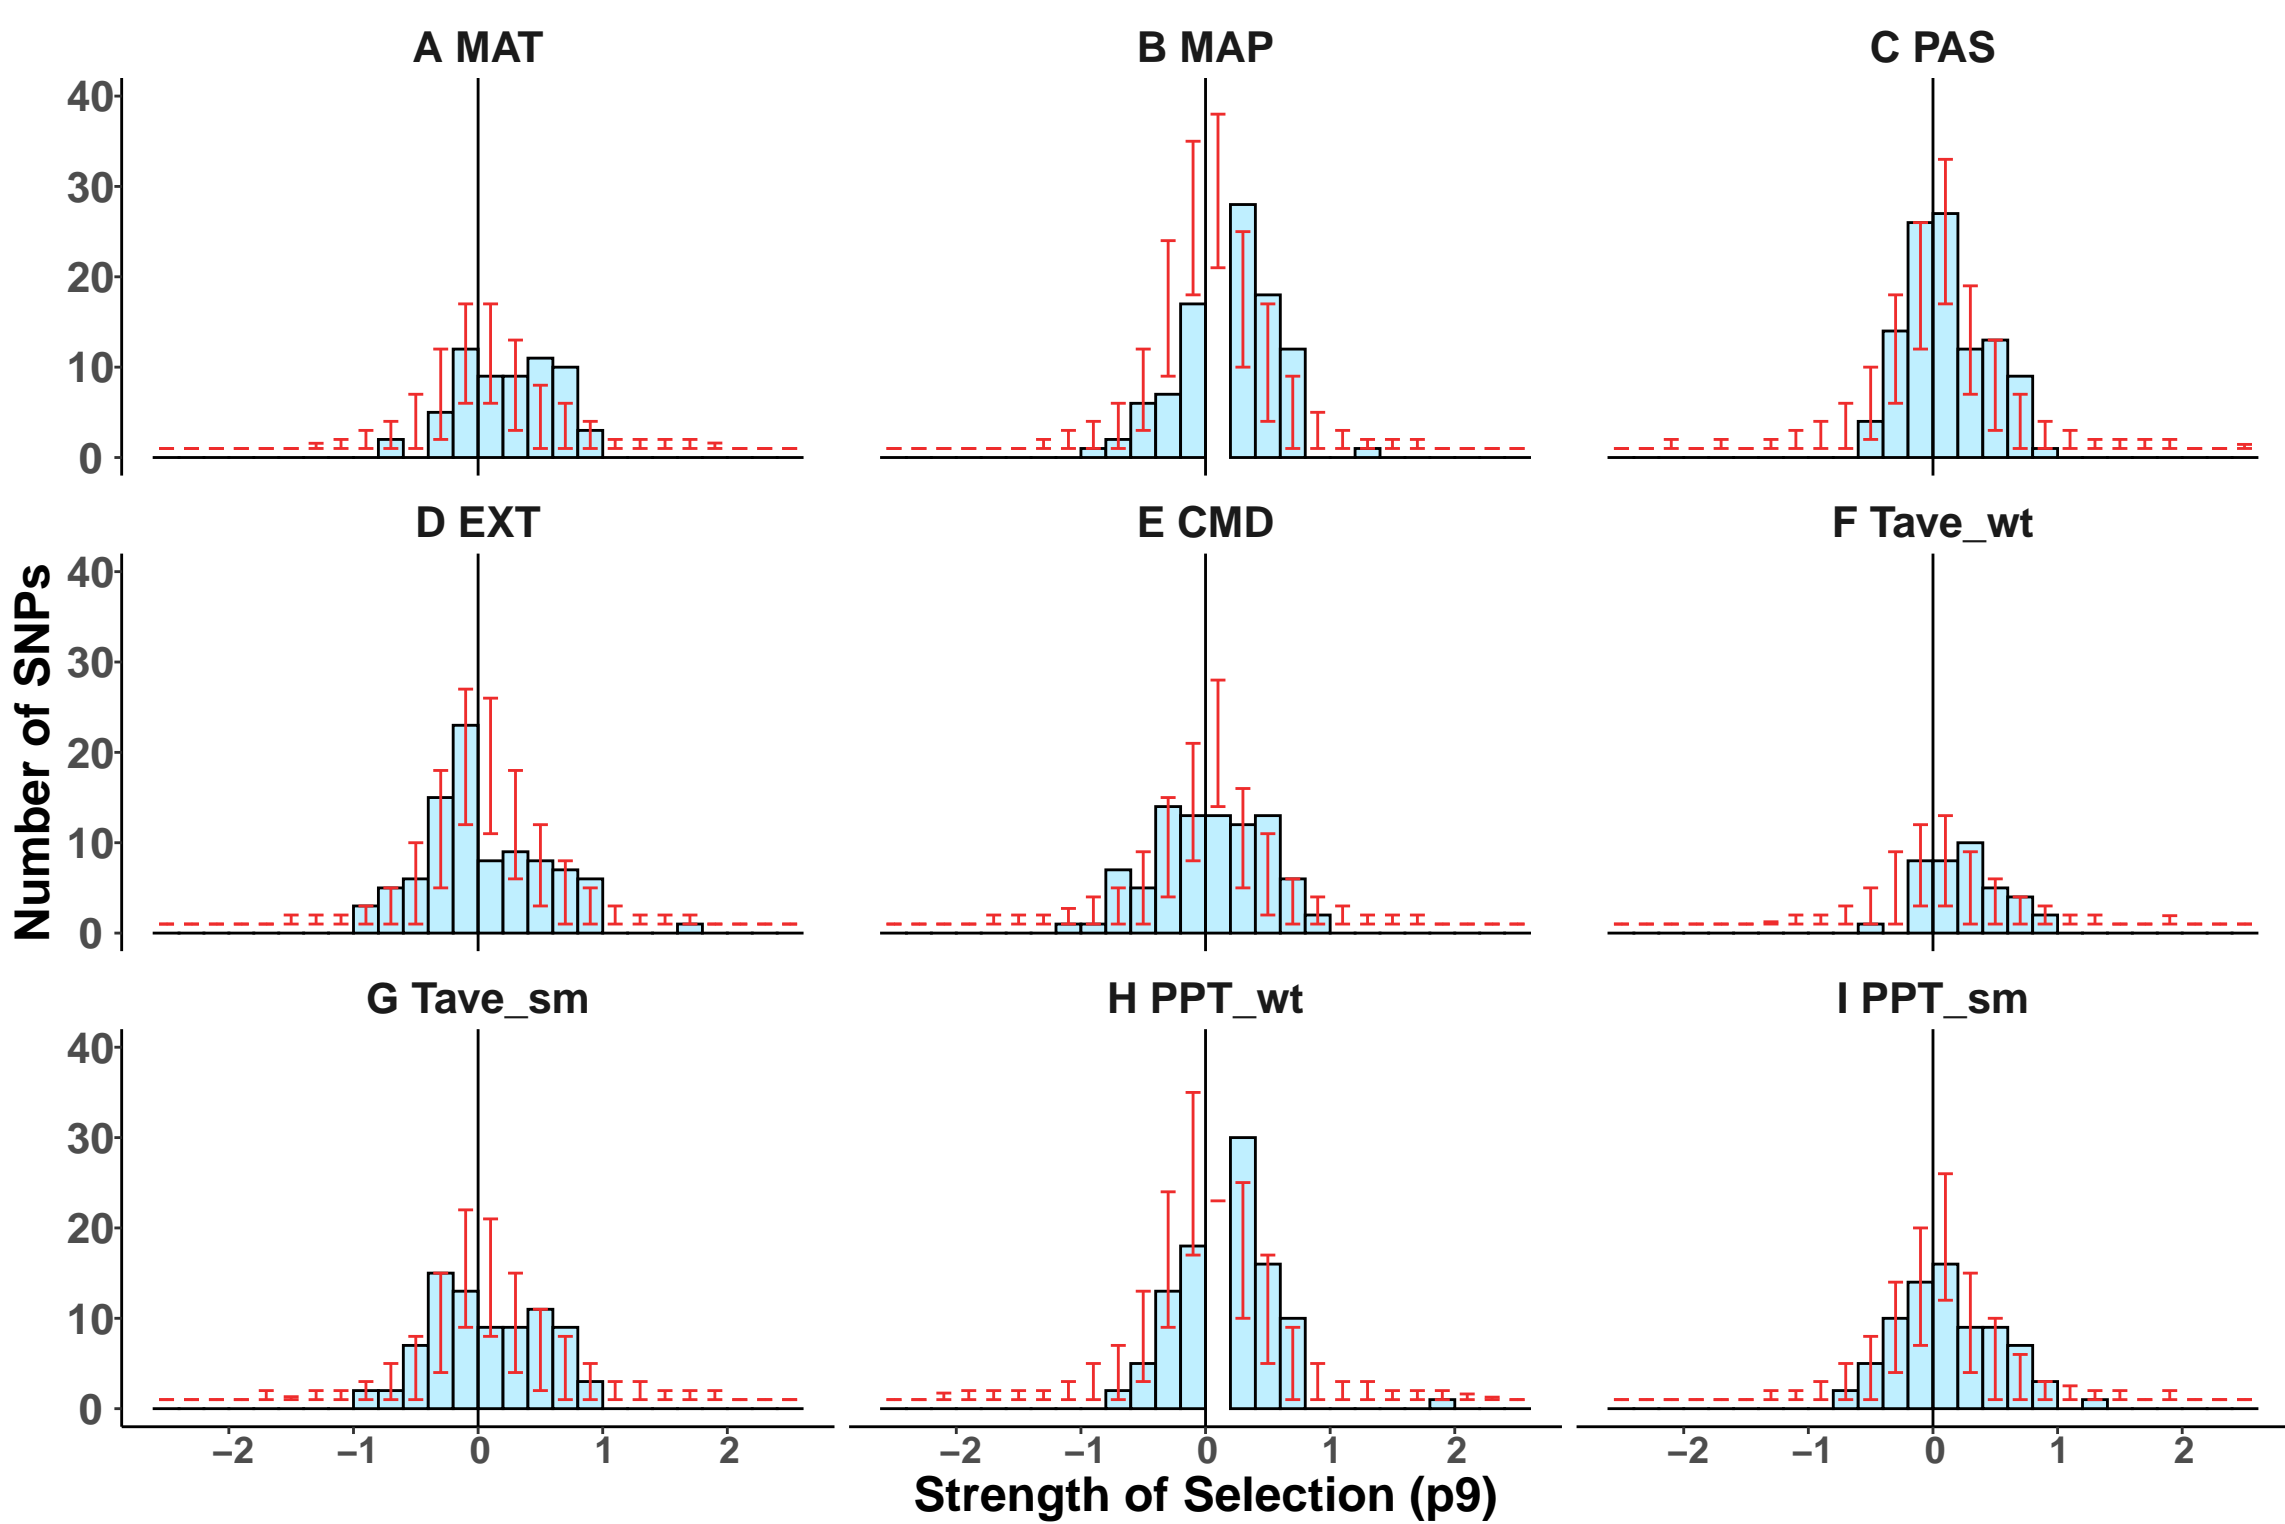 A MAT
B MAP
C PAS
40
30
20
10
0
D EXT
E CMD
F Tave_wt
40
30
20
10
0
Number of SNPs
G Tave_sm
H PPT_wt
I PPT_sm
40
30
20
10
0
−2 −1 0 1 2
−2 −1 0 1 2
−2 −1 0 1 2
Strength of Selection (p9)